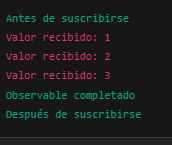 Antes de suscribirse
Valor recibido: 1
Valor recibido: 2
Valor recibido: 3
Observable completado
Después de suscribirse